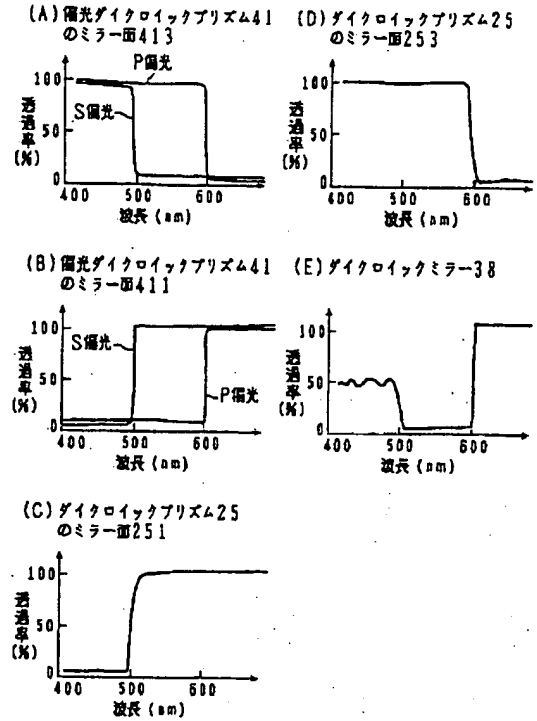 (A)偏光ダイクロイックプリズム41
のミラー面413
P偏光
S偏光
100
50
0
透過率(%)
400 500 600
波長(nm)
(D)ダイクロイックプリズム25
のミラー面253
100
50
0
透過率(%)
400 500 600
波長(nm)
(B)偏光ダイクロイックプリズム41
のミラー面411
S偏光
P偏光
100
50
0
透過率(%)
400 500 600
波長(nm)
(E)ダイクロイックミラー38
100
50
0
透過率(%)
400 500 600
波長(nm)
(C)ダイクロイックプリズム25
のミラー面251
100
50
0
透過率(%)
400 500 600
波長(nm)